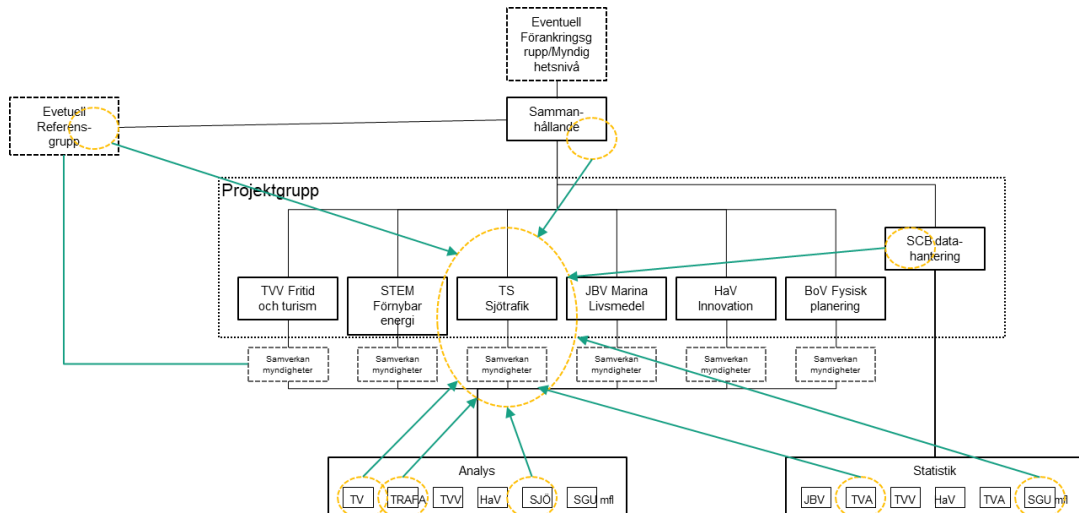 Eventuell
Förankringsg
rupp/Myndig
hetsnivå
Evetuell
Referens-
grupp
Samman-
hållande
Projektgrupp
SCB data-
hantering
TVV Fritid
och turism
STEM
Förnybar
energi
TS
Sjötrafik
JBV Marina
Livsmedel
HaV
Innovation
BoV Fysisk
planering
Samverkan
myndigheter
Samverkan
myndigheter
Samverkan
myndigheter
Samverkan
myndigheter
Samverkan
myndigheter
Samverkan
myndigheter
Analys
TV TRAFA TVV HaV SJÖ SGU mfl
Statistik
JBV TVA TVV HaV TVA SGU mfl